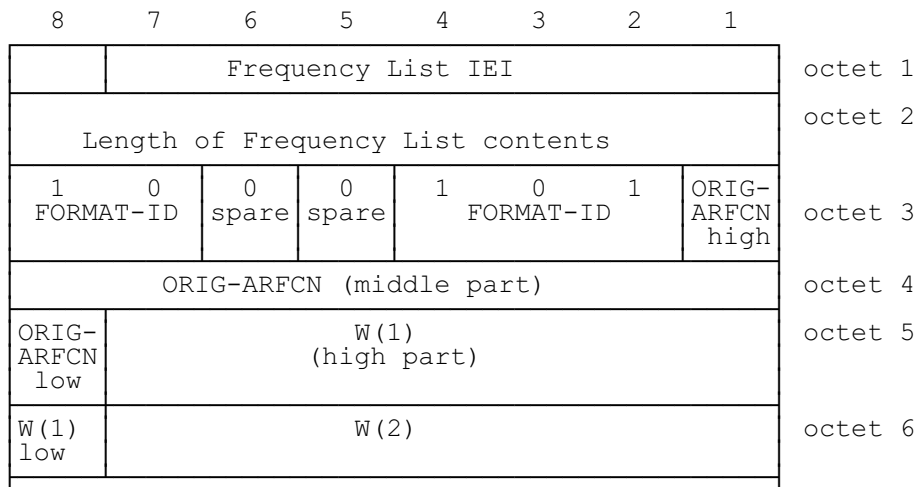 8 7 6 5 4 3 2 1
Frequency List IEI octet 1
octet 2
Length of Frequency List contents
1 0 0 0 1 0 1 ORIG-
FORMAT-ID spare spare FORMAT-ID ARFCN octet 3
high
ORIG-ARFCN (middle part) octet 4
ORIG- W(1) octet 5
ARFCN (high part)
low
W(1) W(2) octet 6
low